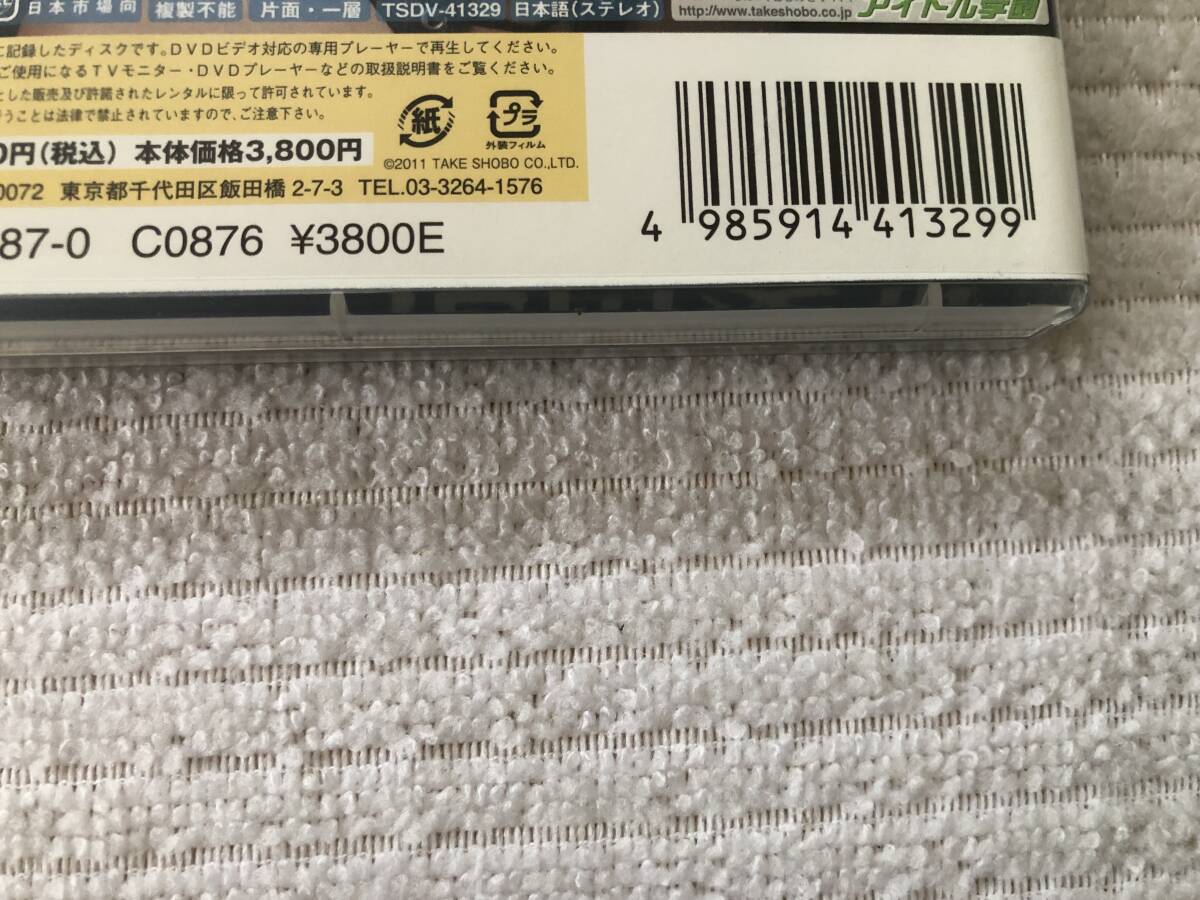 日本市場向 複製不能 片面・一層 TSDV-41329 日本語(ステレオ)
http://www.takeshobo.co.jp アイドル学園
に記録したディスクです。DVDビデオ対応の専用プレーヤーで再生してください。
ご使用になるTVモニター・DVDプレーヤーなどの取扱説明書をご覧ください。
とした販売及び許諾されたレンタルに限って許可されています。
行うことは法律で禁止されていますので、ご注意下さい。
紙 プラ
外装フィルム
0円(税込) 本体価格3,800円
©2011 TAKE SHOBO CO.,LTD.
0072 東京都千代田区飯田橋 2-7-3 TEL.03-3264-1576
87-0 C0876 ¥3800E
4 985914 413299